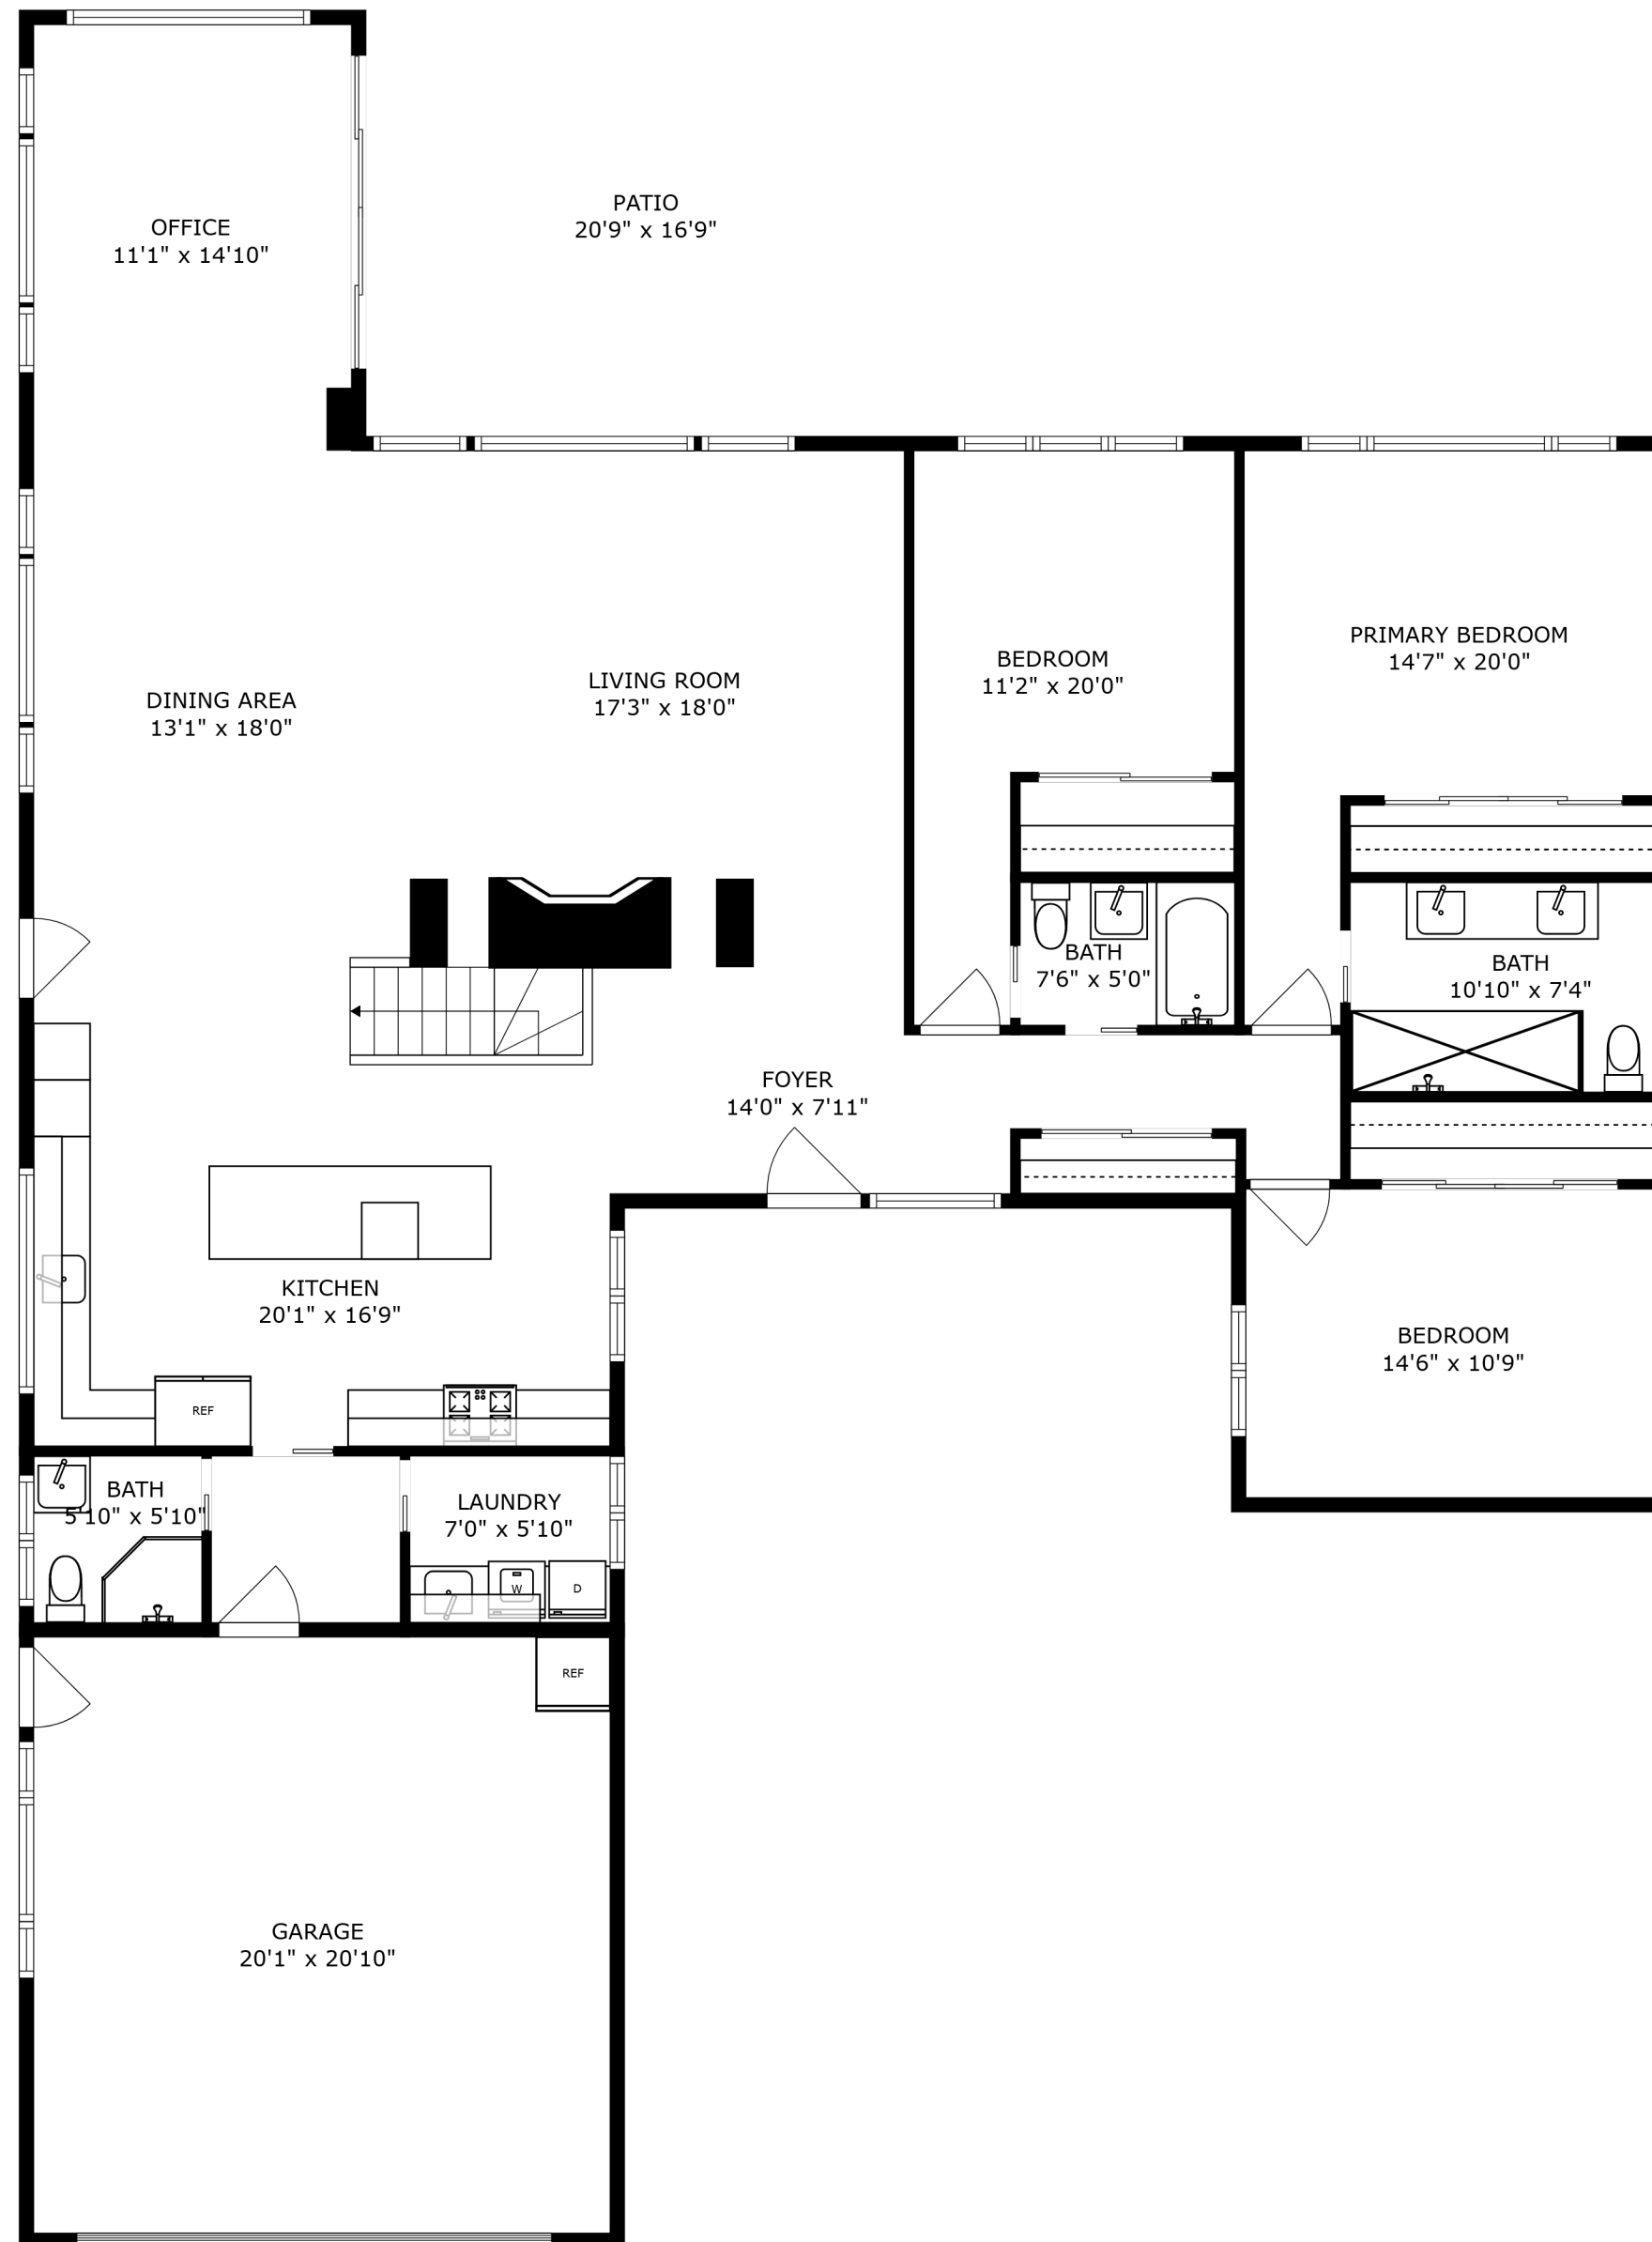 PATIO
20'9" x 16'9"
OFFICE
11'1" x 14'10"
PRIMARY BEDROOM
14'7" x 20'0"
BEDROOM
11'2" x 20'0"
LIVING ROOM
17'3" x 18'0"
DINING AREA
13'1" x 18'0"
BATH
7'6" x 5'0"
BATH
10'10" x 7'4"
FOYER
14'0" x 7'11"
KITCHEN
20'1" x 16'9"
BEDROOM
14'6" x 10'9"
REF
BATH
5'10" x 5'10"
LAUNDRY
7'0" x 5'10"
W
D
REF
GARAGE
20'1" x 20'10"